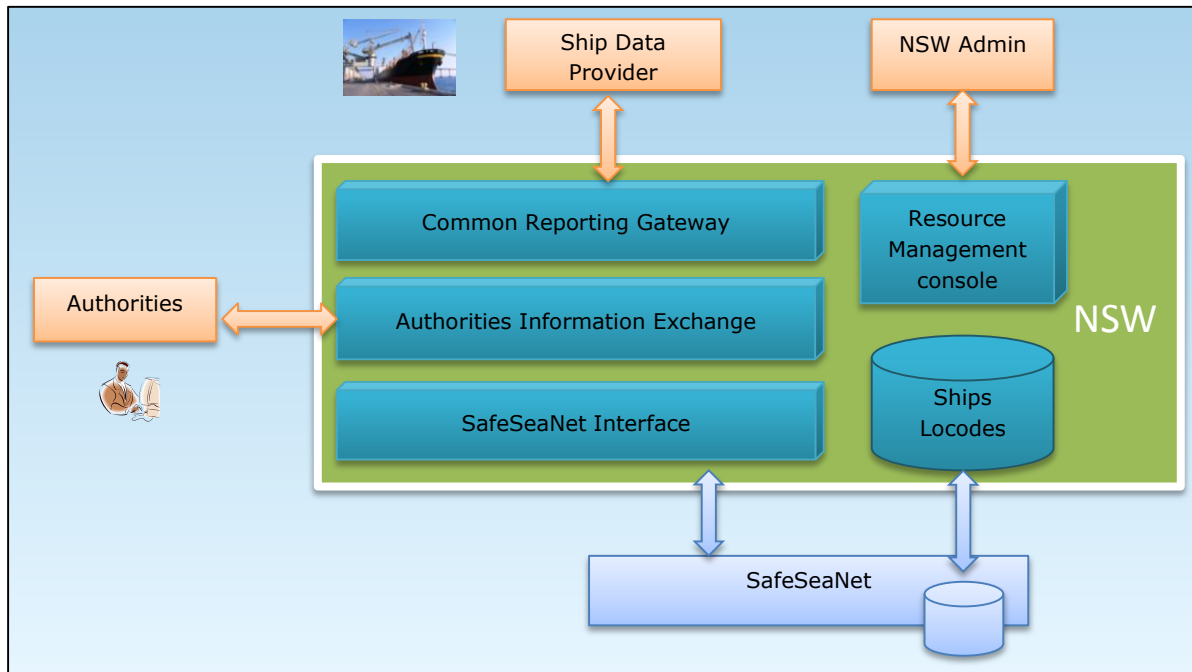 Ship Data
Provider
NSW Admin
Common Reporting Gateway
Resource
Management
console
Authorities
Authorities Information Exchange
NSW
SafeSeaNet Interface
Ships
Locodes
SafeSeaNet